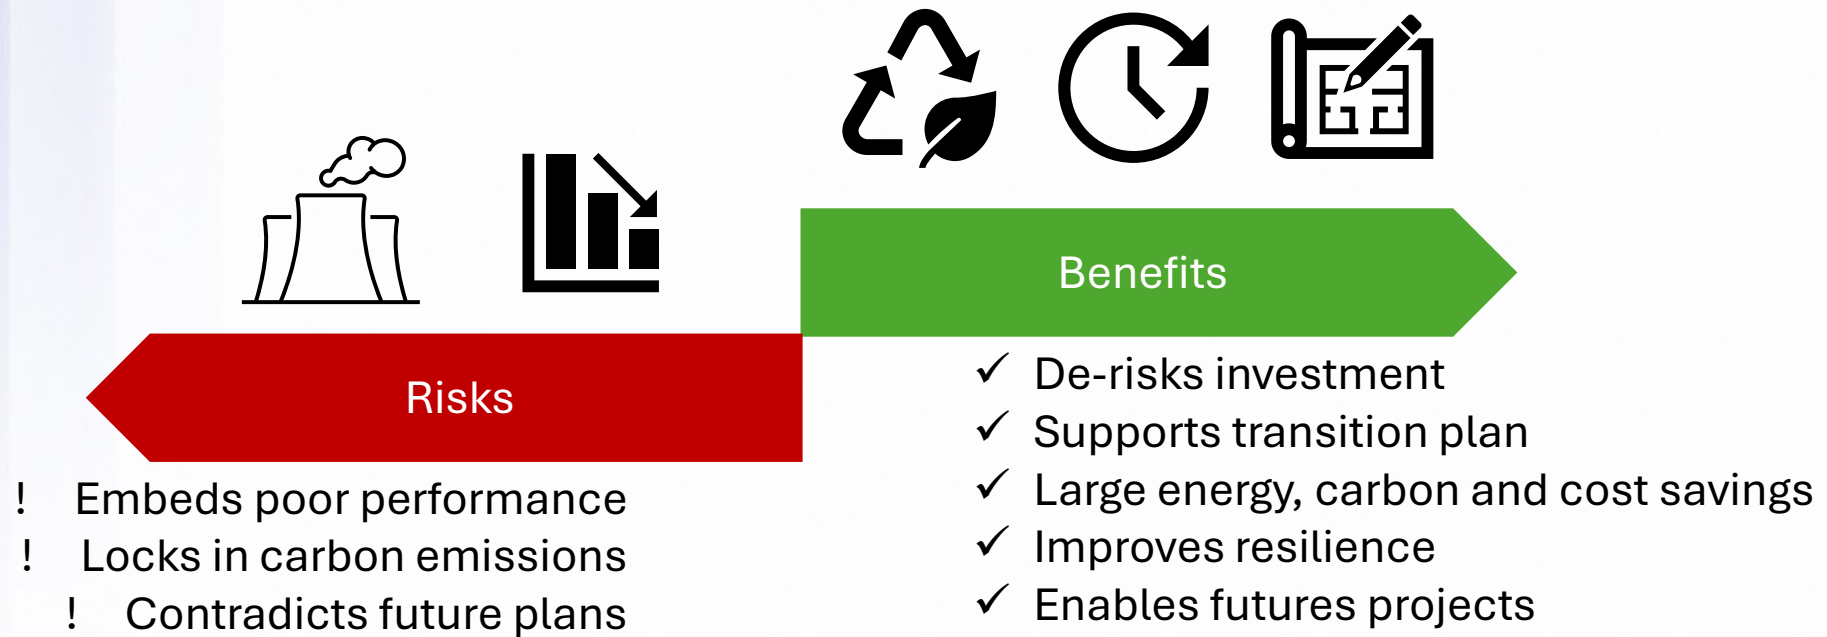 Benefits
Risks
✓ De-risks investment
✓ Supports transition plan
✓ Large energy, carbon and cost savings
✓ Improves resilience
✓ Enables futures projects
! Embeds poor performance
! Locks in carbon emissions
! Contradicts future plans